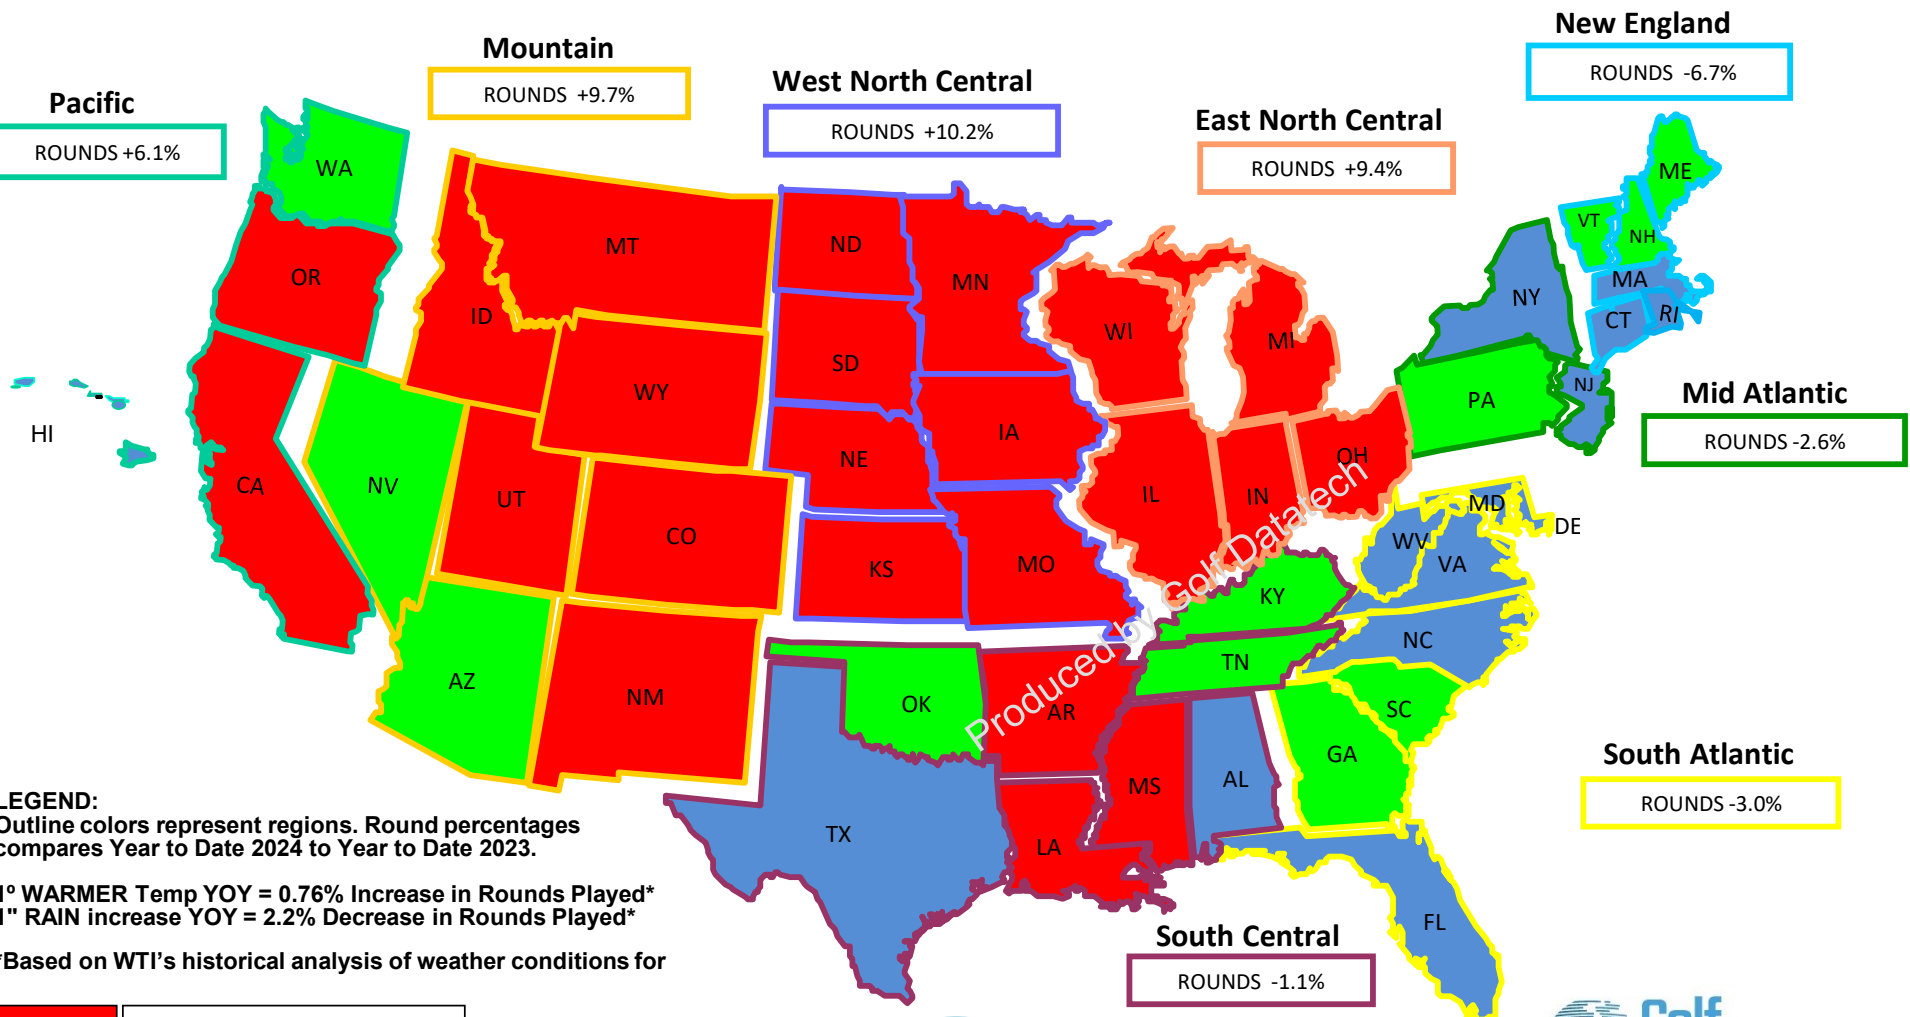 New England
ROUNDS -6.7%
Mountain
ROUNDS +9.7%
West North Central
ROUNDS +10.2%
Pacific
ROUNDS +6.1%
East North Central
ROUNDS +9.4%
WA
OR
CA
HI
MT
ID
WY
NV
UT
CO
AZ
NM
ND
SD
NE
KS
MN
IA
MO
WI
MI
IL
IN
OH
ME
VT
NH
MA
CT
RI
NY
PA
NJ
Mid Atlantic
ROUNDS -2.6%
MD
DE
WV
VA
NC
SC
GA
FL
KY
TN
OK
AR
TX
LA
MS
AL
Produced by Golf Datatech
South Atlantic
ROUNDS -3.0%
South Central
ROUNDS -1.1%
LEGEND:
Outline colors represent regions. Round percentages
compares Year to Date 2024 to Year to Date 2023.
1° WARMER Temp YOY = 0.76% Increase in Rounds Played*
1" RAIN increase YOY = 2.2% Decrease in Rounds Played*
*Based on WTI's historical analysis of weather conditions for
Golf